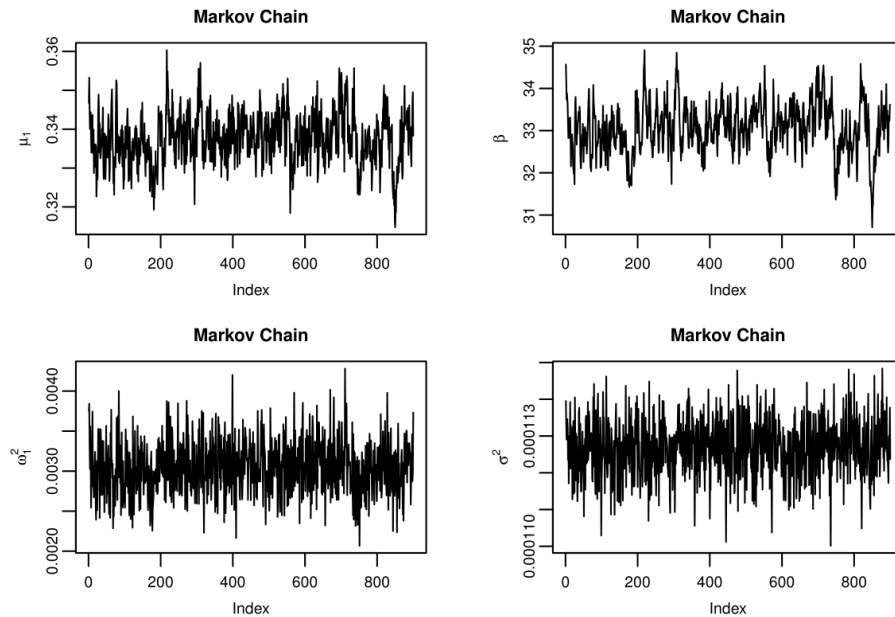 Markov Chain
μ₁
0.36
0.34
0.32
0 200 400 600 800
Index
Markov Chain
β
35
34
33
32
31
0 200 400 600 800
Index
Markov Chain
ω₁²
0.0040
0.0030
0.0020
0 200 400 600 800
Index
Markov Chain
σ²
0.000113
0.000110
0 200 400 600 800
Index